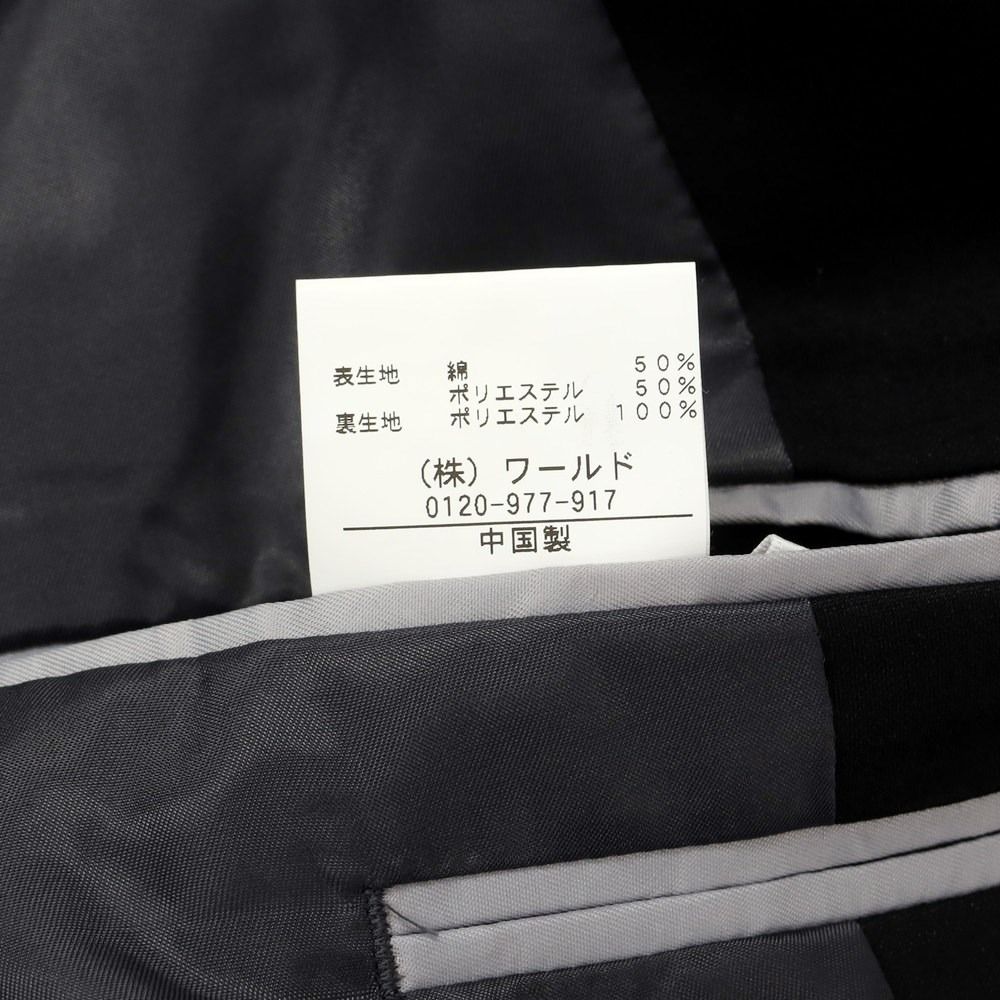 表生地 綿 50%
ポリエステル 50%
裏生地 ポリエステル 100%
(株) ワールド
0120-977-917
中国製